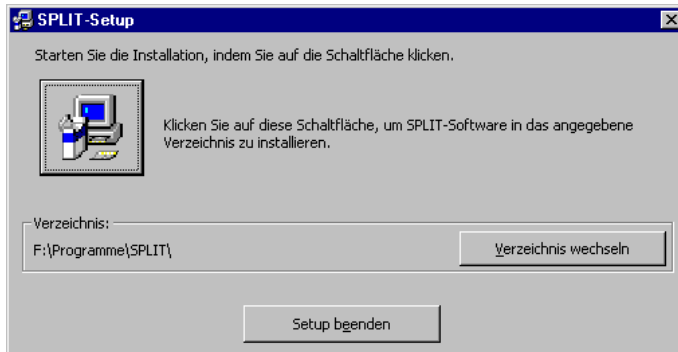 SPLIT-Setup
Starten Sie die Installation, indem Sie auf die Schaltfläche klicken.
Klicken Sie auf diese Schaltfläche, um SPLIT-Software in das angegebene
Verzeichnis zu installieren.
Verzeichnis:
F:\Programme\SPLIT\
Verzeichnis wechseln
Setup beenden